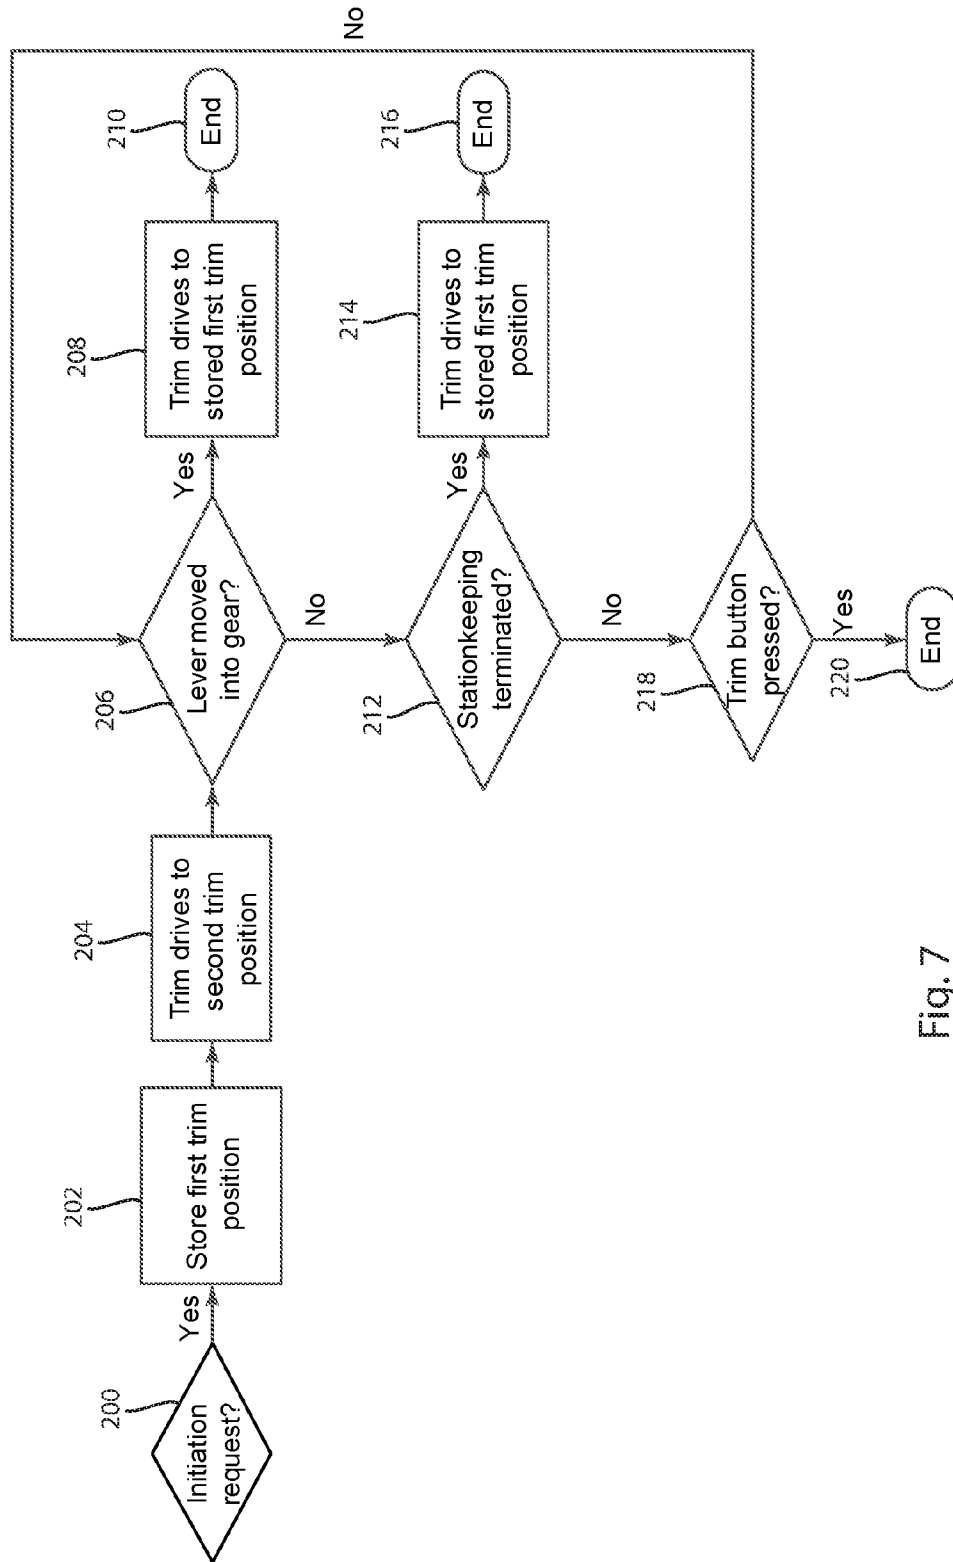 200
Initiation
request?
Yes
202
Store first trim
position
204
Trim drives to
second trim
position
206
Lever moved
into gear?
Yes
208
Trim drives to
stored first trim
position
210
End
No
212
Stationkeeping
terminated?
Yes
214
Trim drives to
stored first trim
position
216
End
No
218
Trim button
pressed?
No
Yes
220
End
Fig. 7